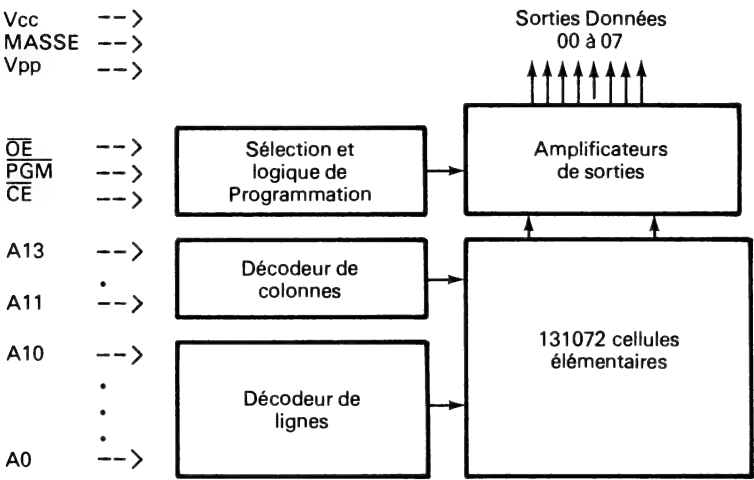 Vcc -->
MASSE -->
Vpp -->
Sorties Données
00 à 07
OE -->
PGM -->
CE -->
Sélection et
logique de
Programmation
Amplificateurs
de sorties
A13 -->
A11 -->
Décodeur de
colonnes
A10 -->
A0 -->
Décodeur de
lignes
131072 cellules
élémentaires